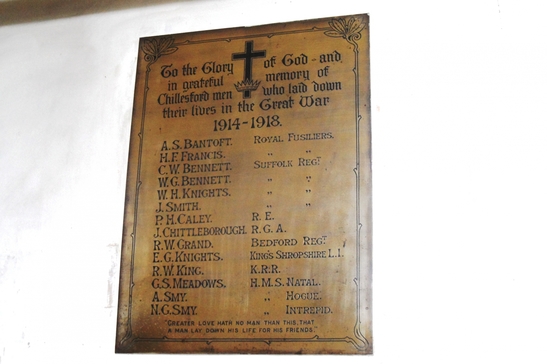 To the Glory of God - and
in grateful memory of
Chillesford men who laid down
their lives in the Great War
1914-1918.
A.S. BANTOFT. ROYAL FUSILIERS.
H.F. FRANCIS. " "
C.W. BENNETT. SUFFOLK REGT
W.G. BENNETT. " "
W.H. KNIGHTS. " "
J. SMITH. " "
P.H. CALEY. R.E.
J. CHITTLEBOROUGH. R.G.A.
R.W. GRAND. BEDFORD REGT
E.G. KNIGHTS. KING'S SHROPSHIRE L.I.
R.W. KING. K.R.R.
G.S. MEADOWS. H.M.S. NATAL.
A. SMY. " HOGUE.
N.G. SMY. " INTREPID.
"GREATER LOVE HATH NO MAN THAN THIS, THAT
A MAN LAY DOWN HIS LIFE FOR HIS FRIENDS."